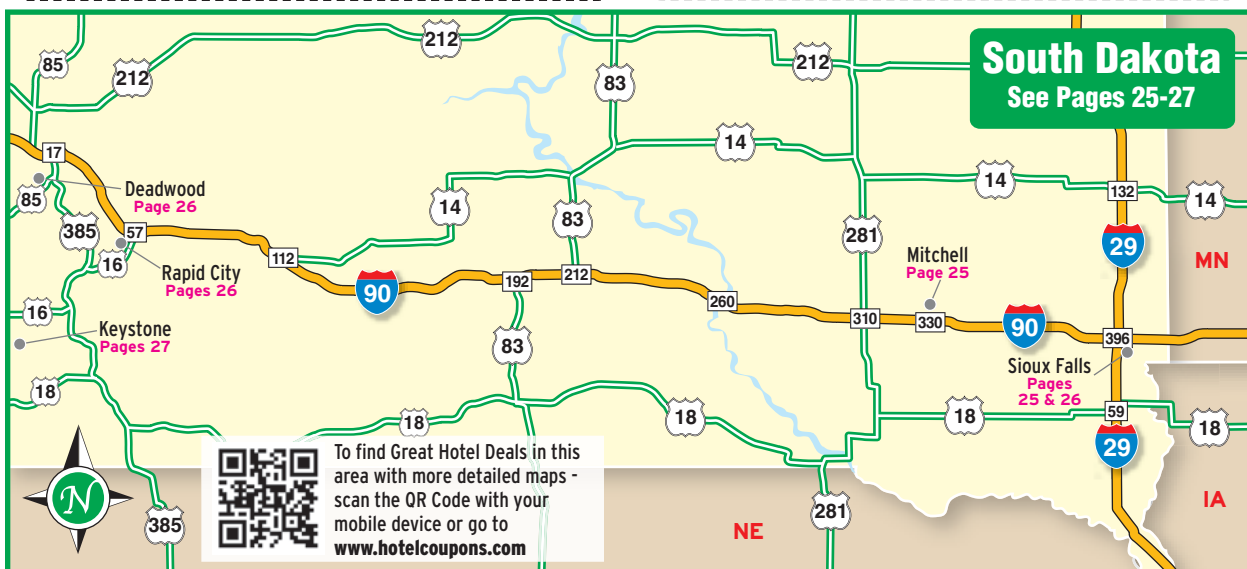 212
85
212
83
212
South Dakota
See Pages 25-27
17
14
132
14
14
85
Deadwood
Page 26
385
14
83
281
29
MN
57
16
Rapid City
Pages 26
112
Mitchell
Page 25
192
212
90
260
16
310
330
90
396
Keystone
Pages 27
83
Sioux Falls
Pages
25 & 26
18
18
18
18
59
18
29
To find Great Hotel Deals in this
area with more detailed maps -
scan the QR Code with your
mobile device or go to
www.hotelcoupons.com
N
385
281
NE
IA